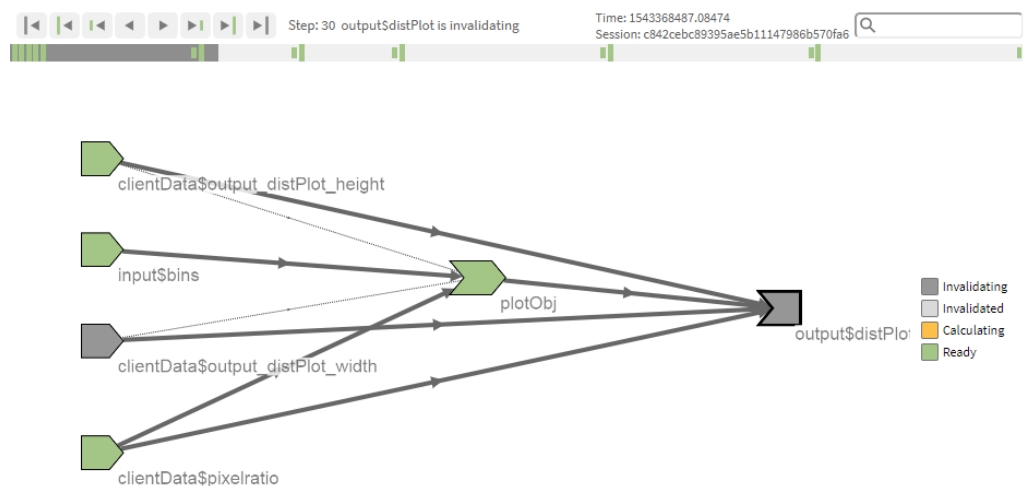 Step: 30 output$distPlot is invalidating
Time: 1543368487.08474
Session: c842cebc89395ae5b11147986b570fa6
clientData$output_distPlot_height
input$bins
plotObj
clientData$output_distPlot_width
output$distPlot
clientData$pixelratio
Invalidating
Invalidated
Calculating
Ready